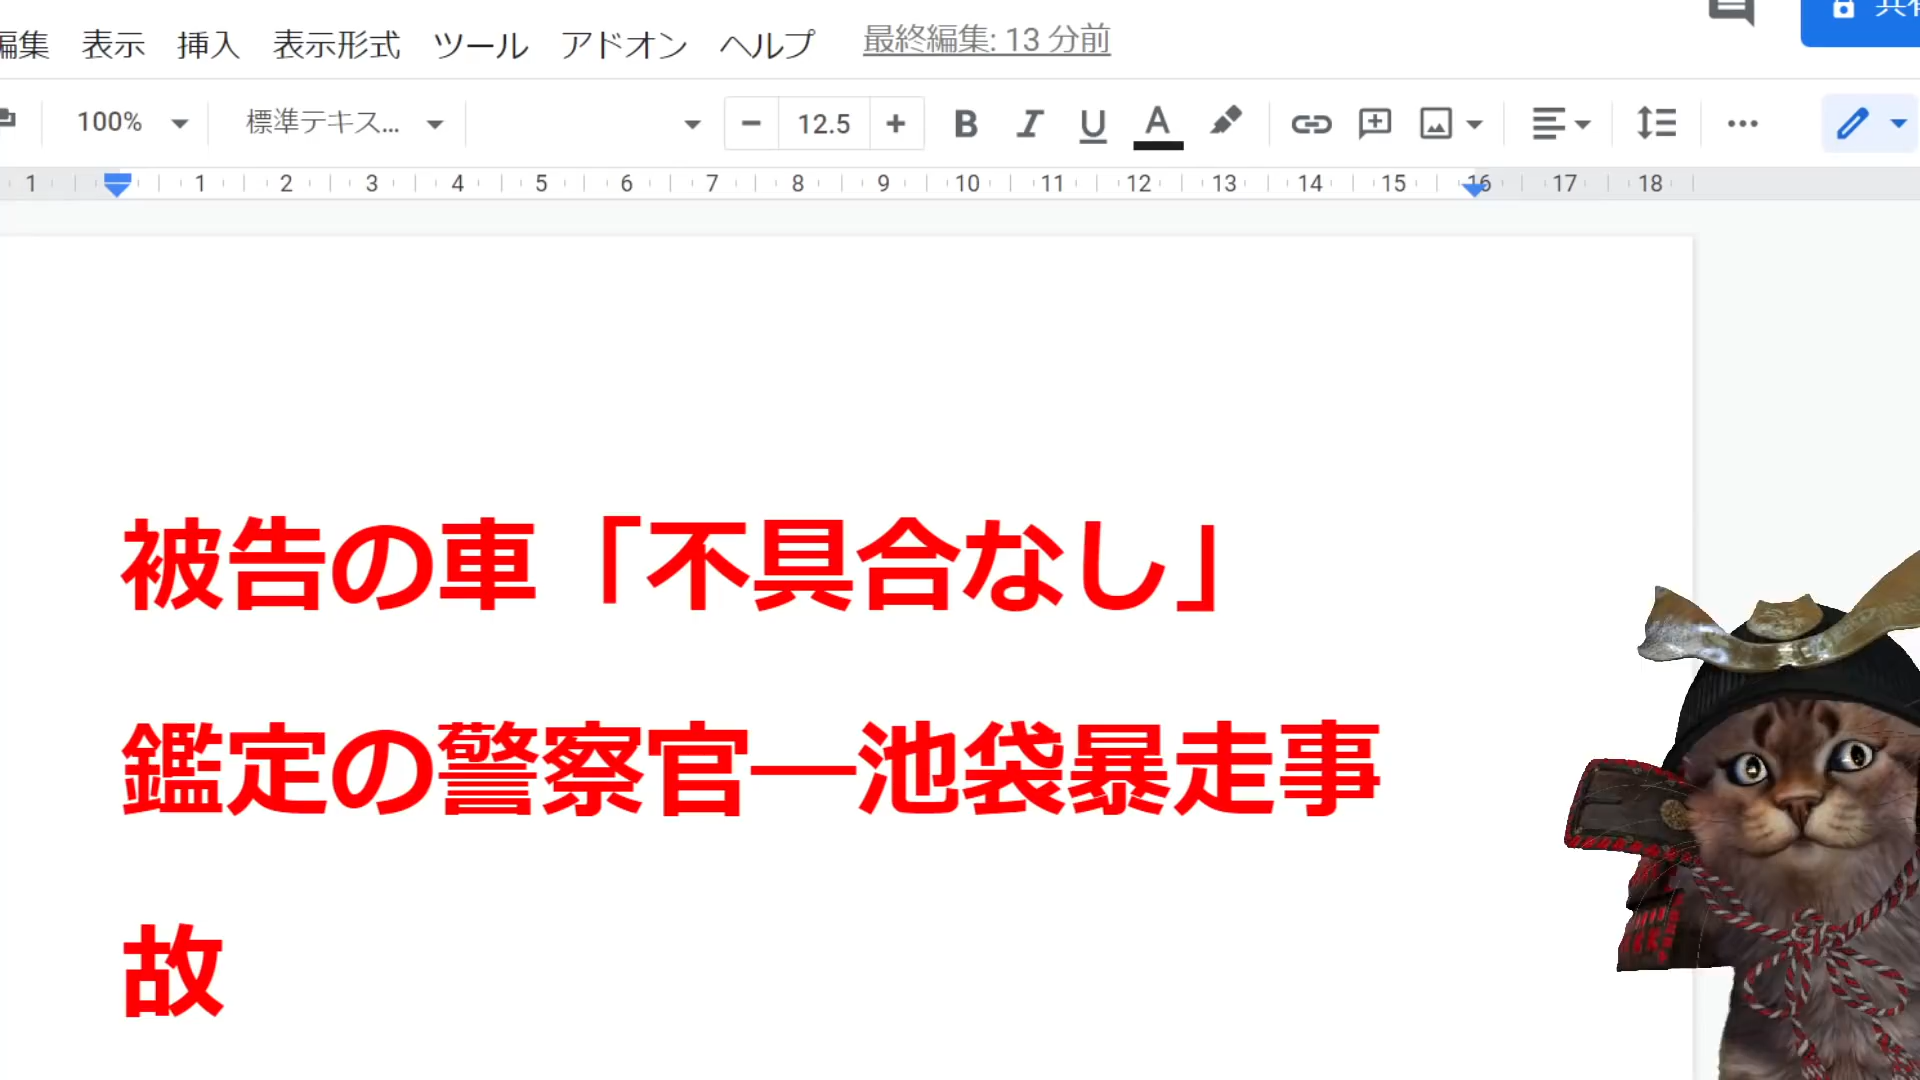 編集 表示 挿入 表示形式 ツール アドオン ヘルプ 最終編集: 13 分前
100% 標準テキス... 12.5 B I U A
1 1 2 3 4 5 6 7 8 9 10 11 12 13 14 15 16 17 18
被告の車「不具合なし」
鑑定の警察官―池袋暴走事
故